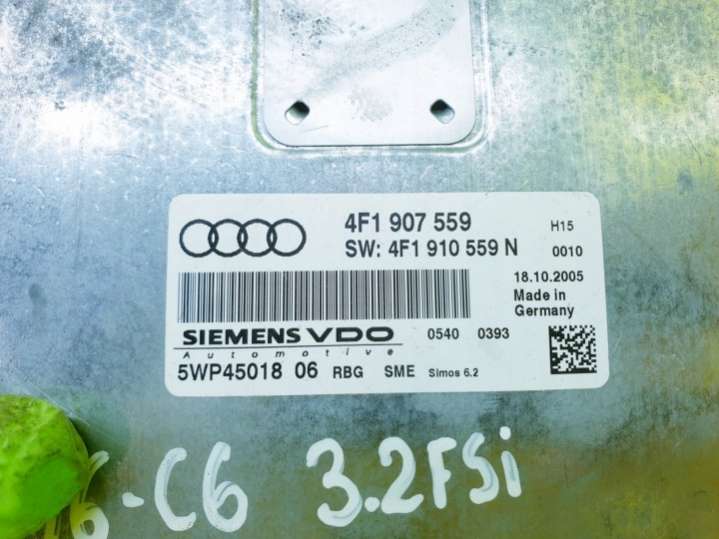 4F1 907 559
H15
SW: 4F1 910 559 N
0010
18.10.2005
Made in
Germany
SIEMENS VDO
0540 0393
Automotive
5WP45018 06 RBG SME Simos 6.2
6-C6 3.2FSi